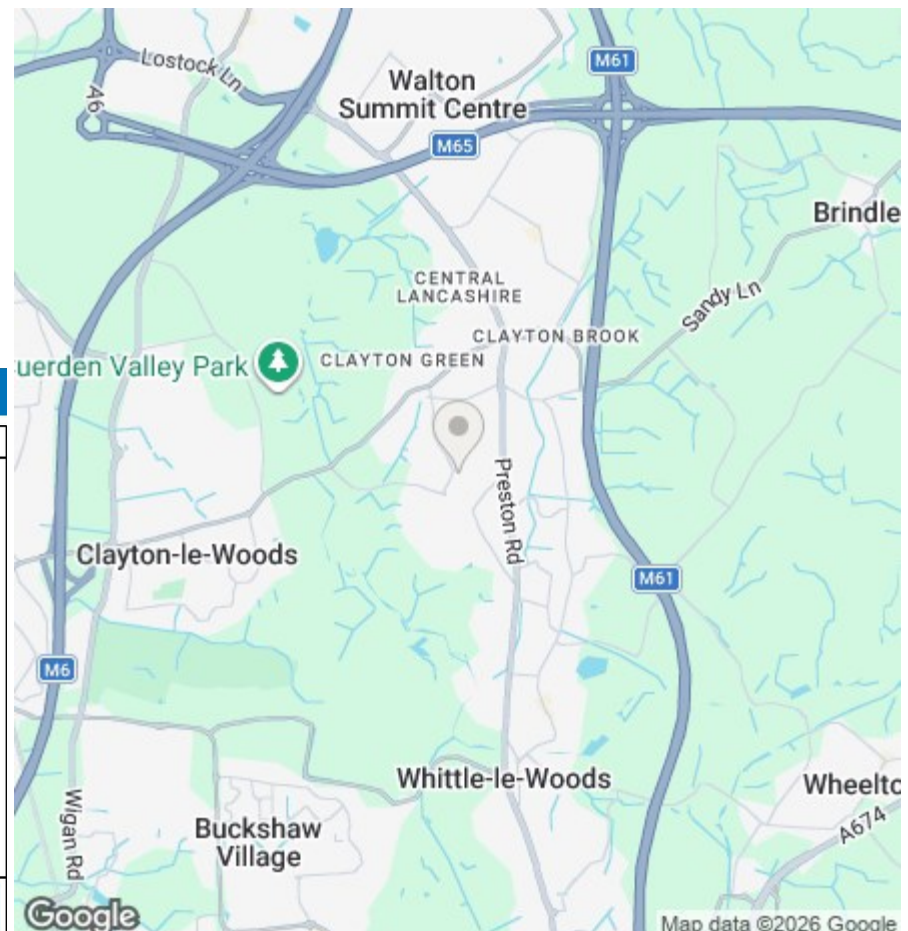 Lostock Ln
A6
Walton
Summit Centre
M61
M65
Brindle
CENTRAL
LANCASHIRE
Sandy Ln
CLAYTON BROOK
uerden Valley Park
CLAYTON GREEN
Preston Rd
Clayton-le-Woods
M61
M6
Whittle-le-Woods
Wheelto
A674
Wigan Rd
Buckshaw
Village
Google
Map data ©2026 Google